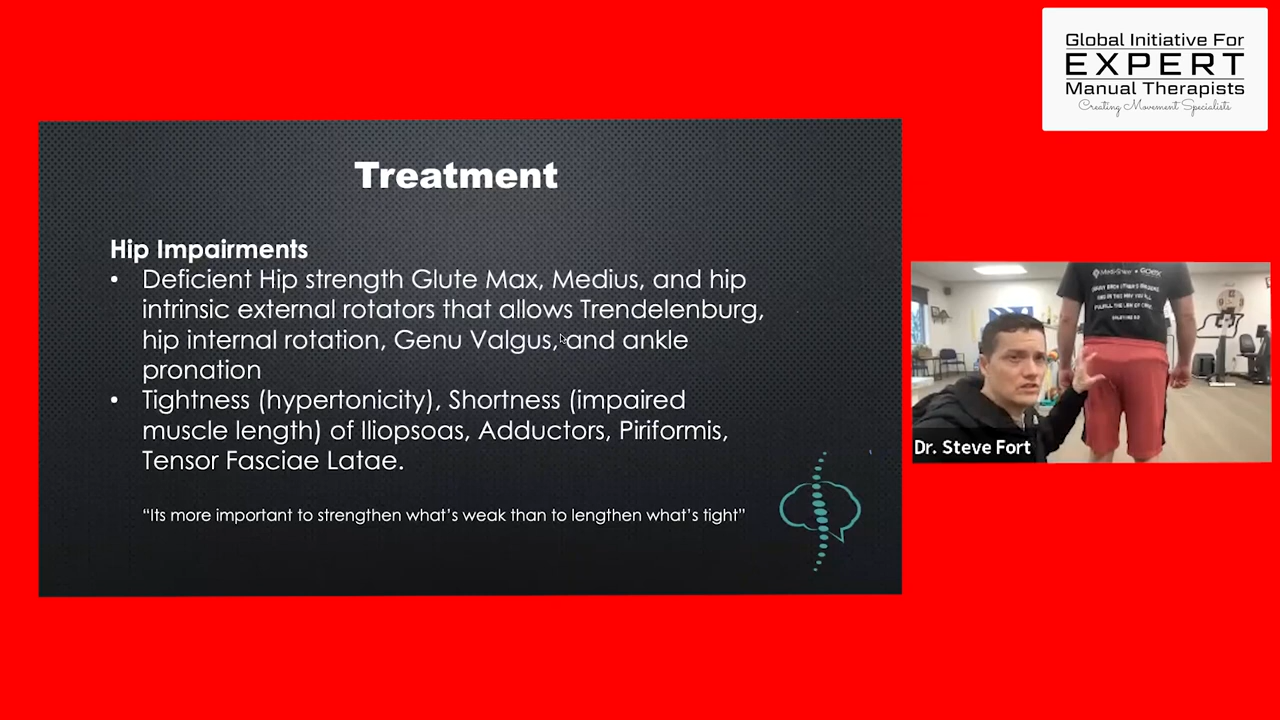 Global Initiative For
EXPERT
Manual Therapists
Creating Movement Specialists
Treatment
Hip Impairments
• Deficient Hip strength Glute Max, Medius, and hip
intrinsic external rotators that allows Trendelenburg,
hip internal rotation, Genu Valgus, and ankle
pronation
• Tightness (hypertonicity), Shortness (impaired
muscle length) of Iliopsoas, Adductors, Piriformis,
Tensor Fasciae Latae.
“Its more important to strengthen what’s weak than to lengthen what’s tight”
Dr. Steve Fort